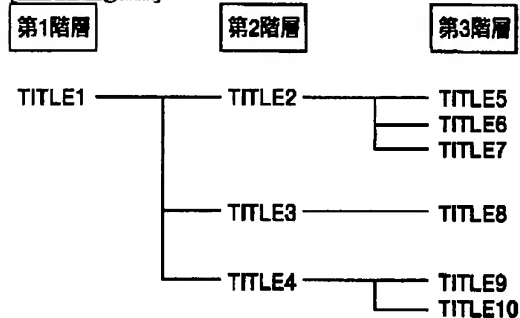 第1階層 第2階層 第3階層
TITLE1 TITLE2 TITLE5
TITLE6
TITLE7
TITLE3 TITLE8
TITLE4 TITLE9
TITLE10